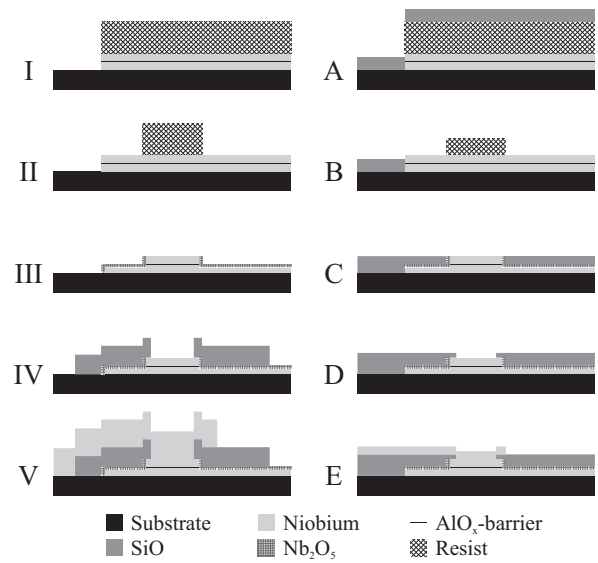 I A
II B
III C
IV D
V E
Substrate Niobium AlOₓ-barrier
SiO Nb₂O₅ Resist